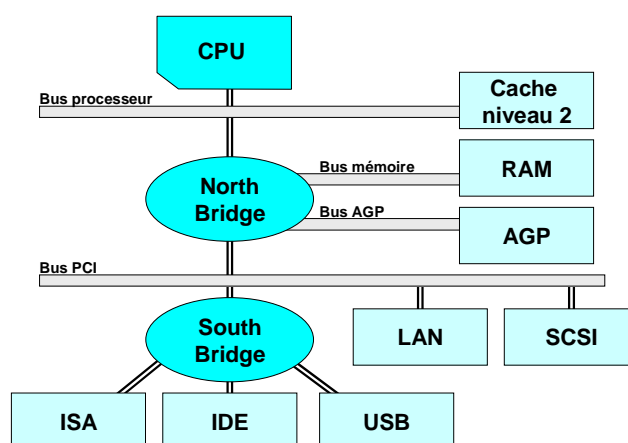 CPU
Bus processeur
Cache
niveau 2
Bus mémoire
RAM
North
Bridge
Bus AGP
AGP
Bus PCI
South
Bridge
LAN
SCSI
ISA
IDE
USB